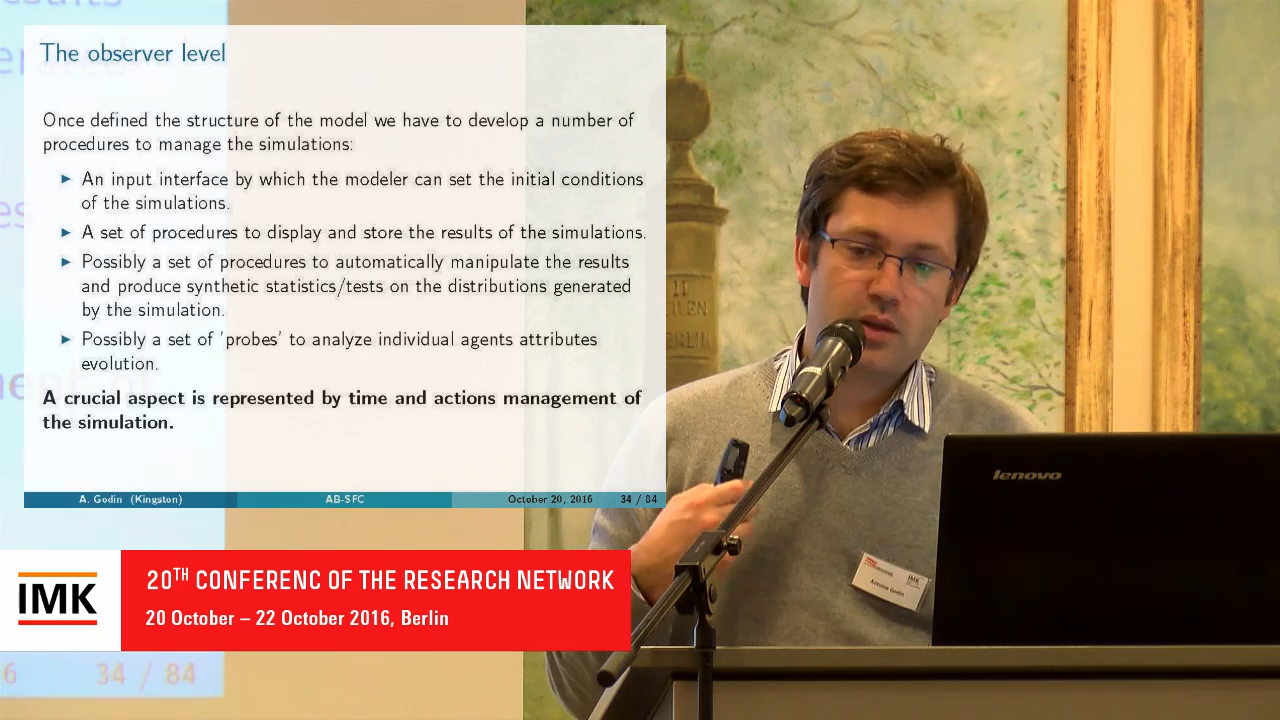 The observer level
Once defined the structure of the model we have to develop a number of
procedures to manage the simulations:
An input interface by which the modeler can set the initial conditions
of the simulations.
A set of procedures to display and store the results of the simulations.
Possibly a set of procedures to automatically manipulate the results
and produce synthetic statistics/tests on the distributions generated
by the simulation.
Possibly a set of 'probes' to analyze individual agents attributes
evolution.
A crucial aspect is represented by time and actions management of
the simulation.
A. Godin (Kingston) AB-SFC October 20, 2016 34 / 84
IMK
20TH CONFERENC OF THE RESEARCH NETWORK
20 October – 22 October 2016, Berlin
6 34 / 84
lenovo
IMK
Antoine Godin